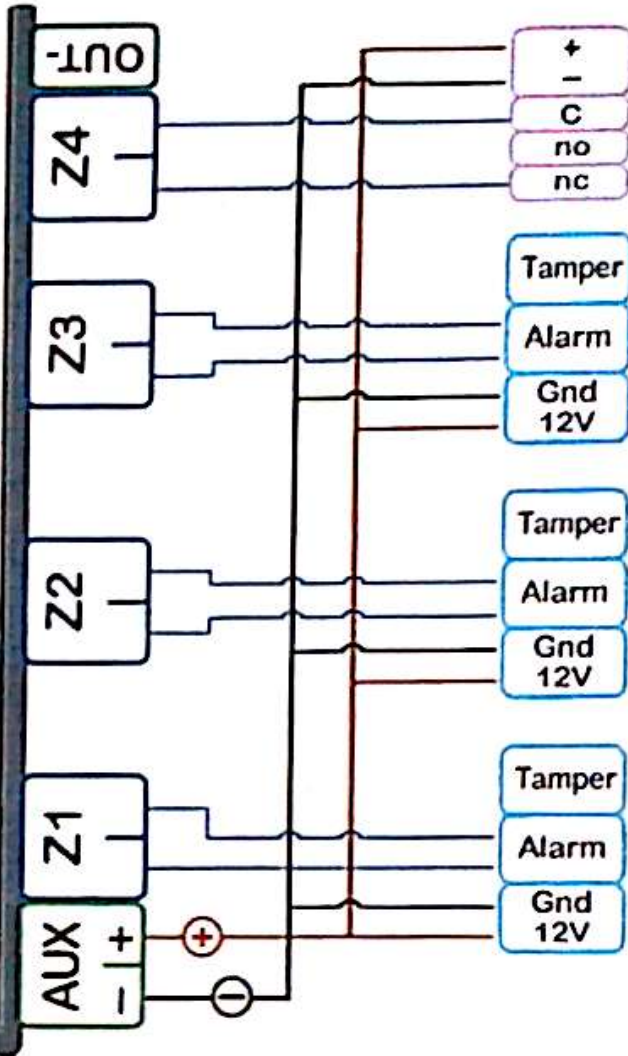 OUT-
Z4
Z3
Z2
Z1
AUX
+
−
+
−
+
−
C
no
nc
Tamper
Alarm
Gnd
12V
Tamper
Alarm
Gnd
12V
Tamper
Alarm
Gnd
12V